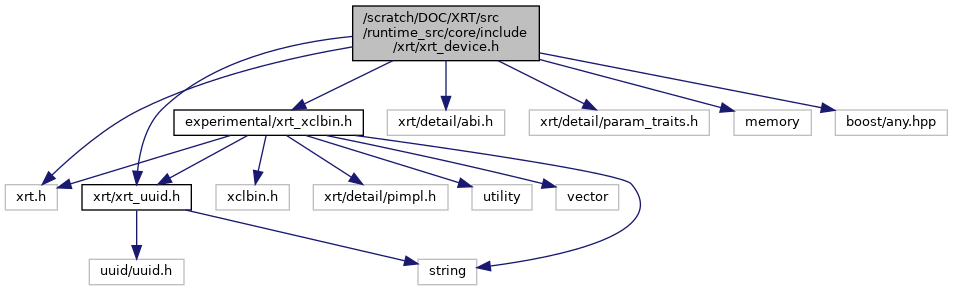 /scratch/DOC/XRT/src
/runtime_src/core/include
/xrt/xrt_device.h
experimental/xrt_xclbin.h
xrt/detail/abi.h
xrt/detail/param_traits.h
memory
boost/any.hpp
xrt.h
xrt/xrt_uuid.h
xclbin.h
xrt/detail/pimpl.h
utility
vector
uuid/uuid.h
string